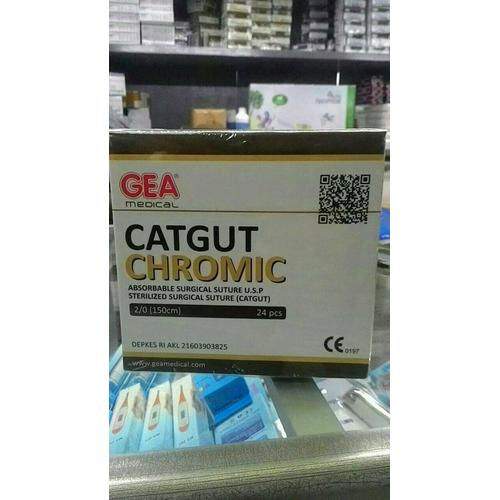 GEA®
medical
CATGUT
CHROMIC
ABSORBABLE SURGICAL SUTURE U.S.P
STERILIZED SURGICAL SUTURE (CATGUT)
2/0 (150cm) 24 pcs
DEPKES RI AKL 21603903825
CE 0197
www.geamedical.com